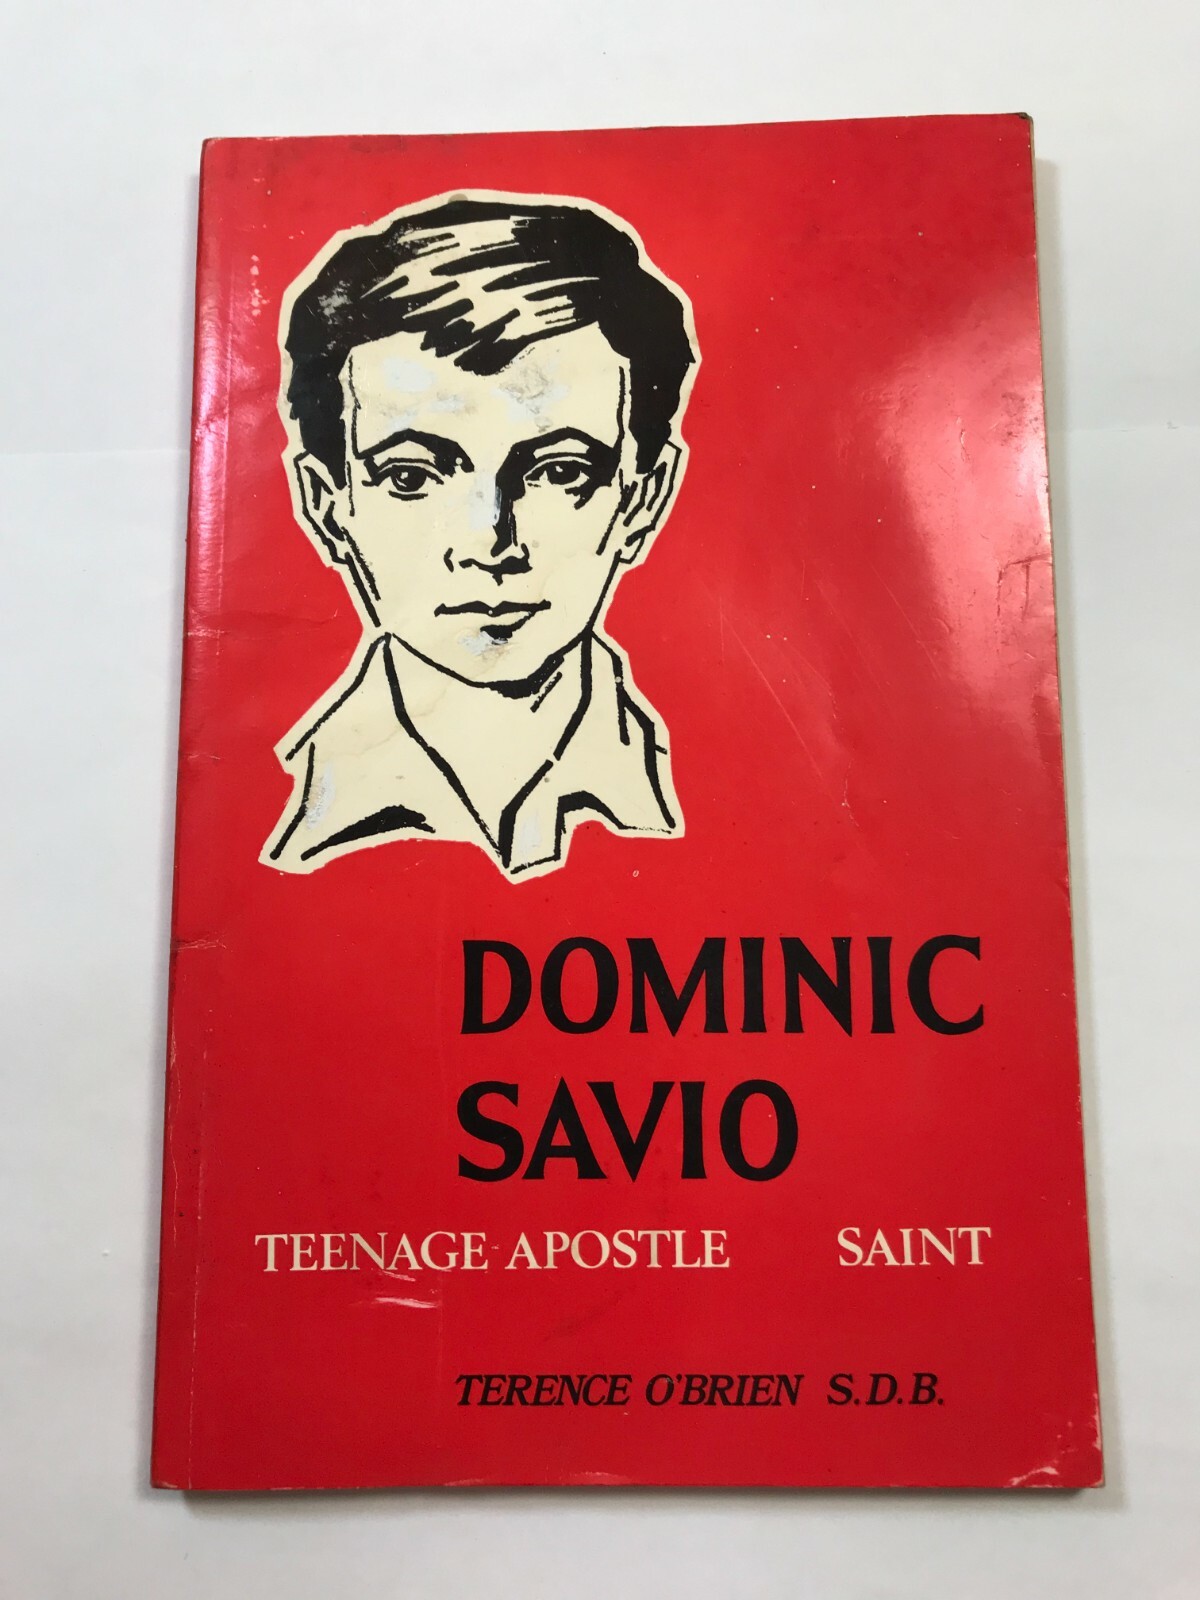 DOMINIC
SAVIO
TEENAGE APOSTLE SAINT
TERENCE O'BRIEN S.D.B.